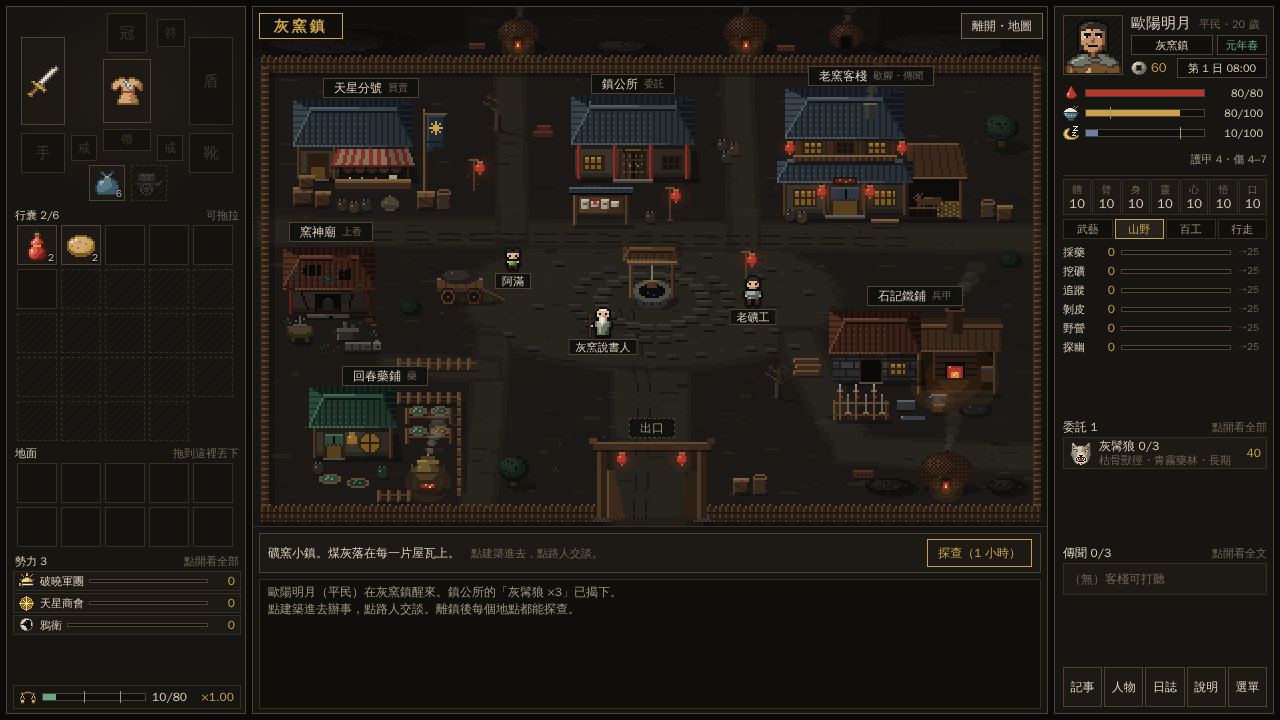 冠
符
盾
手
戒
帶
戒
靴
6
行囊 2/6
可拖拉
2
2
地面
拖到這裡丟下
勢力 3
點開看全部
破曉軍團
0
天星商會
0
鴉衛
0
10/80
×1.00
灰窯鎮
離開・地圖
天星分號 買賣
鎮公所 委託
老窯客棧 歇腳・傳聞
窯神廟 上香
阿滿
老礦工
灰窯說書人
石記鐵鋪 兵甲
回春藥鋪 藥
出口
礦窯小鎮。煤灰落在每一片屋瓦上。
點建築進去，點路人交談。
探查（1 小時）
歐陽明月（平民）在灰窯鎮醒來。鎮公所的「灰鬃狼 ×3」已揭下。
點建築進去辦事，點路人交談。離鎮後每個地點都能探查。
歐陽明月 平民・20 歲
灰窯鎮
元年春
60
第 1 日 08:00
80/80
80/100
10/100
護甲 4・傷 4–7
體 臂 身 靈 心 悟 口
10 10 10 10 10 10 10
武藝
山野
百工
行走
採藥 0 →25
挖礦 0 →25
追蹤 0 →25
剝皮 0 →25
野營 0 →25
探幽 0 →25
委託 1
點開看全部
灰鬃狼 0/3
枯骨獸徑・青霧藥林・長期
40
傳聞 0/3
點開看全文
（無）客棧可打聽
記事
人物
日誌
說明
選單